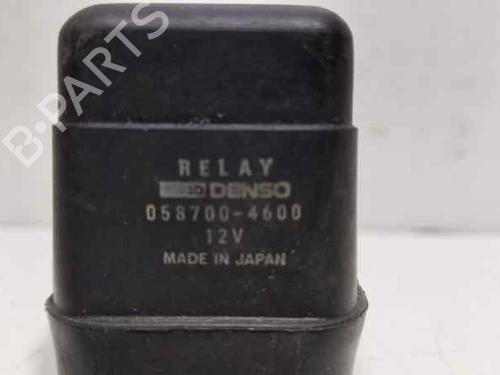 B-PARTS
RELAY
DENSO
058700-4600
12V
MADE IN JAPAN